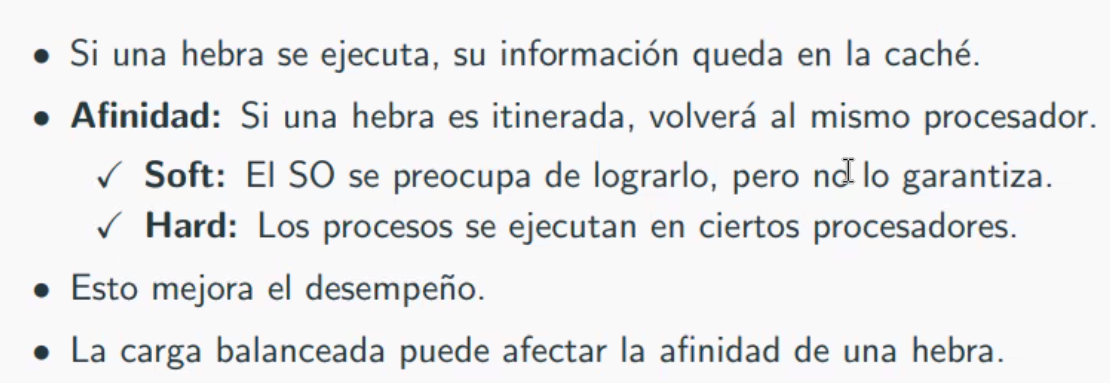 • Si una hebra se ejecuta, su información queda en la caché.
• Afinidad: Si una hebra es itinerada, volverá al mismo procesador.
✓ Soft: El SO se preocupa de lograrlo, pero no lo garantiza.
✓ Hard: Los procesos se ejecutan en ciertos procesadores.
• Esto mejora el desempeño.
• La carga balanceada puede afectar la afinidad de una hebra.